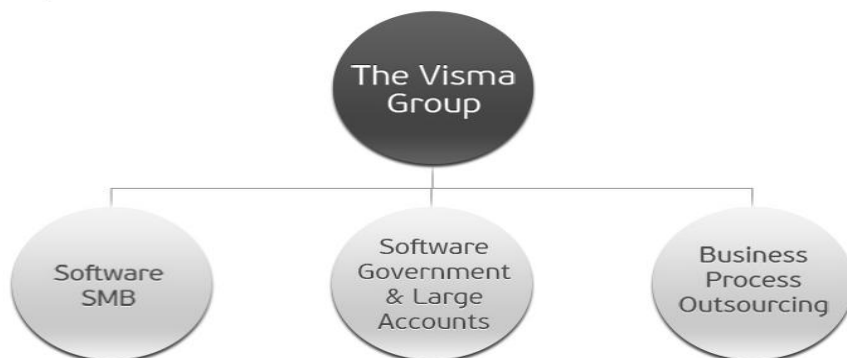 The Visma
Group
Software
SMB
Software
Government
& Large
Accounts
Business
Process
Outsourcing